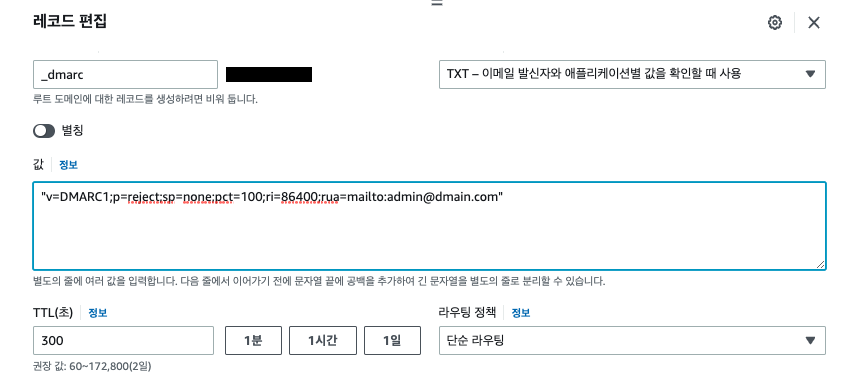 레코드 편집
_dmarc
TXT – 이메일 발신자와 애플리케이션별 값을 확인할 때 사용
루트 도메인에 대한 레코드를 생성하려면 비워 둡니다.
별칭
값 정보
"v=DMARC1;p=reject;sp=none;pct=100;ri=86400;rua=mailto:admin@dmain.com"
별도의 줄에 여러 값을 입력합니다. 다음 줄에서 이어가기 전에 문자열 끝에 공백을 추가하여 긴 문자열을 별도의 줄로 분리할 수 있습니다.
TTL(초) 정보 라우팅 정책 정보
300 1분 1시간 1일 단순 라우팅
권장 값: 60~172,800(2일)